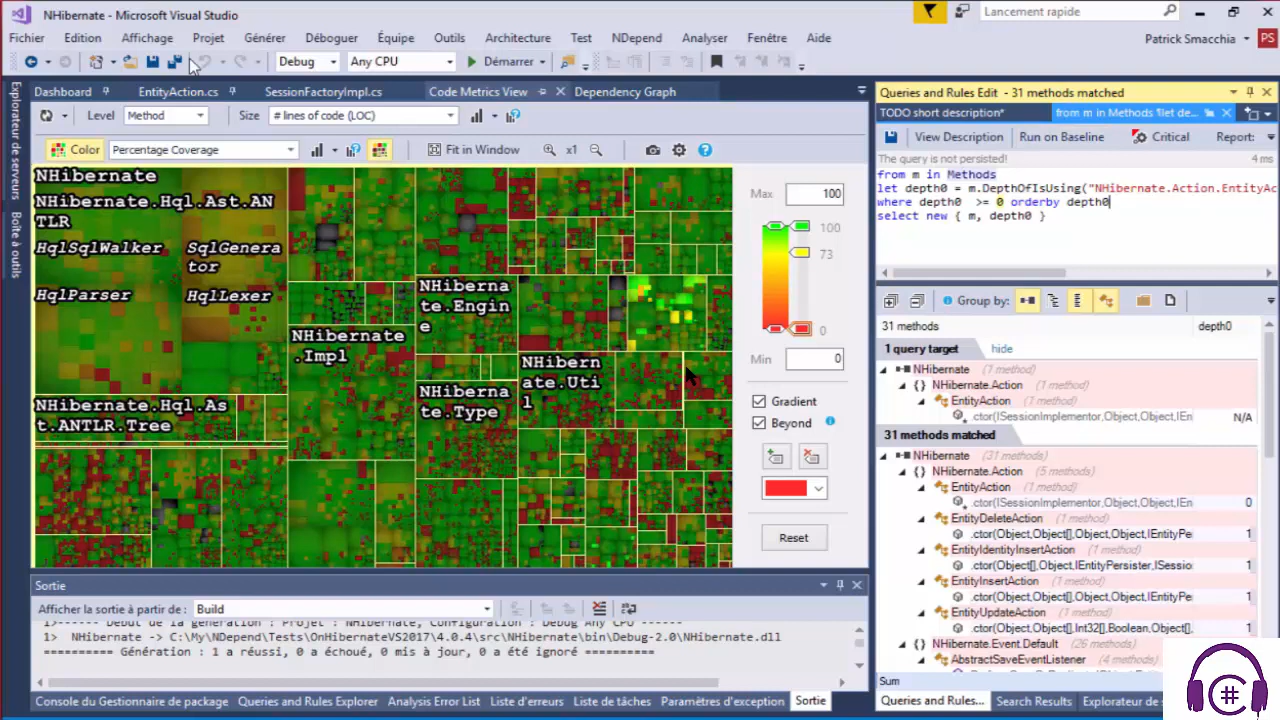 NHibernate - Microsoft Visual Studio
Lancement rapide
Fichier Edition Affichage Projet Générer Déboguer Équipe Outils Architecture Test NDepend Analyser Fenêtre Aide
Patrick Smacchia PS
Debug Any CPU Démarrer
Explorateur de serveurs
Boîte à outils
Dashboard EntityAction.cs SessionFactoryImpl.cs Code Metrics View Dependency Graph
Level Method Size # lines of code (LOC)
Color Percentage Coverage Fit in Window x1
NHibernate
NHibernate.Hql.Ast.AN
TLR
HqlSqlWalker SqlGenera
tor
HqlParser HqlLexer
NHibernate.Hql.As
t.ANTLR.Tree
NHibernate
.Impl
NHiberna
te.Engin
e
NHiberna
te.Type
NHibern
ate.Uti
l
Max 100
100
73
0
Min 0
Gradient
Beyond
Reset
Queries and Rules Edit - 31 methods matched
TODO short description* from m in Methods ¶let de...
View Description Run on Baseline Critical Report:
The query is not persisted! 4 ms
from m in Methods
let depth0 = m.DepthOfIsUsing("NHibernate.Action.EntityAc
where depth0 >= 0 orderby depth0
select new { m, depth0 }
Group by:
31 methods depth0
1 query target hide
NHibernate (1 method)
{ } NHibernate.Action (1 method)
EntityAction (1 method)
.ctor(ISessionImplementor,Object,Object,IEn N/A
31 methods matched
NHibernate (31 methods)
{ } NHibernate.Action (5 methods)
EntityAction (1 method)
.ctor(ISessionImplementor,Object,Object,IEn 0
EntityDeleteAction (1 method)
.ctor(Object,Object[],Object,Object,IEntityPe 1
EntityIdentityInsertAction (1 method)
.ctor(Object[],Object,IEntityPersister,ISessio 1
EntityInsertAction (1 method)
.ctor(Object,Object[],Object,Object,IEntityPe 1
EntityUpdateAction (1 method)
.ctor(Object,Object[],Int32[],Boolean,Object[], 1
{ } NHibernate.Event.Default (26 methods)
AbstractSaveEventListener (4 methods)
Sum
Queries and Rules... Search Results Explorateur de
Sortie
Afficher la sortie à partir de : Build
1>------ Début de la génération : Projet : NHibernate, Configuration : Debug Any CPU ------
1> NHibernate -> C:\My\NDepend\Tests\OnHibernateVS2017\4.0.4\src\NHibernate\bin\Debug-2.0\NHibernate.dll
========== Génération : 1 a réussi, 0 a échoué, 0 mis à jour, 0 a été ignoré ==========
Console du Gestionnaire de package Queries and Rules Explorer Analysis Error List Liste d'erreurs Liste de tâches Paramètres d'exception Sortie
C#